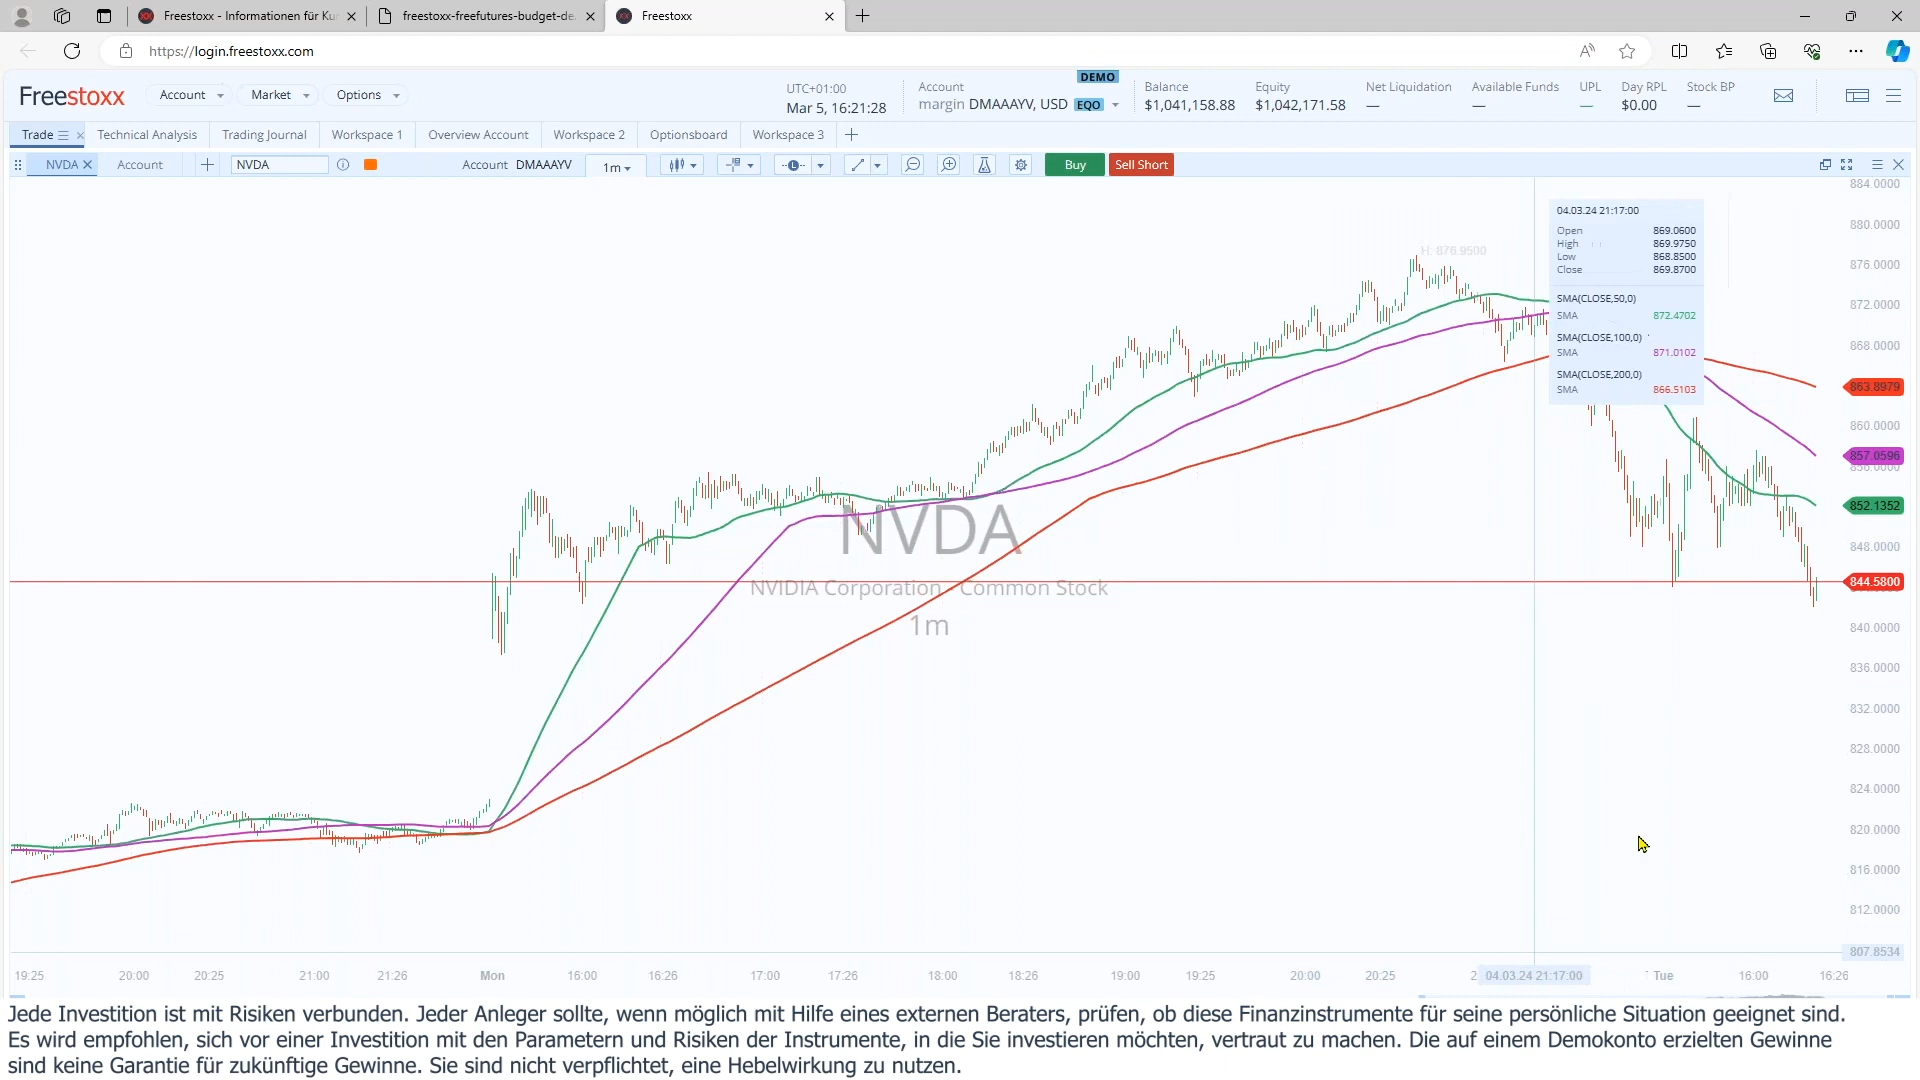 Freestoxx - Informationen für Ku
freestoxx-freefutures-budget-de
Freestoxx
https://login.freestoxx.com
Freestoxx
Account
Market
Options
UTC+01:00
Mar 5, 16:21:28
Account
DEMO
margin DMAAAYV, USD EQO
Balance
$1,041,158.88
Equity
$1,042,171.58
Net Liquidation
—
Available Funds
—
UPL
—
Day RPL
$0.00
Stock BP
—
Trade
Technical Analysis
Trading Journal
Workspace 1
Overview Account
Workspace 2
Optionsboard
Workspace 3
NVDA
Account
NVDA
Account DMAAAYV
1m
Buy
Sell Short
884.0000
880.0000
876.0000
872.0000
868.0000
863.8979
860.0000
857.0596
852.1352
848.0000
844.5800
840.0000
836.0000
832.0000
828.0000
824.0000
820.0000
816.0000
812.0000
807.8534
H: 876.9500
04.03.24 21:17:00
Open 869.0600
High 869.9750
Low 868.8500
Close 869.8700
SMA(CLOSE,50,0)
SMA 872.4702
SMA(CLOSE,100,0)
SMA 871.0102
SMA(CLOSE,200,0)
SMA 866.5103
NVDA
NVIDIA Corporation - Common Stock
1m
19:25 20:00 20:25 21:00 21:26 Mon 16:00 16:26 17:00 17:26 18:00 18:26 19:00 19:25 20:00 20:25 04.03.24 21:17:00 Tue 16:00 16:26
Jede Investition ist mit Risiken verbunden. Jeder Anleger sollte, wenn möglich mit Hilfe eines externen Beraters, prüfen, ob diese Finanzinstrumente für seine persönliche Situation geeignet sind.
Es wird empfohlen, sich vor einer Investition mit den Parametern und Risiken der Instrumente, in die Sie investieren möchten, vertraut zu machen. Die auf einem Demokonto erzielten Gewinne
sind keine Garantie für zukünftige Gewinne. Sie sind nicht verpflichtet, eine Hebelwirkung zu nutzen.